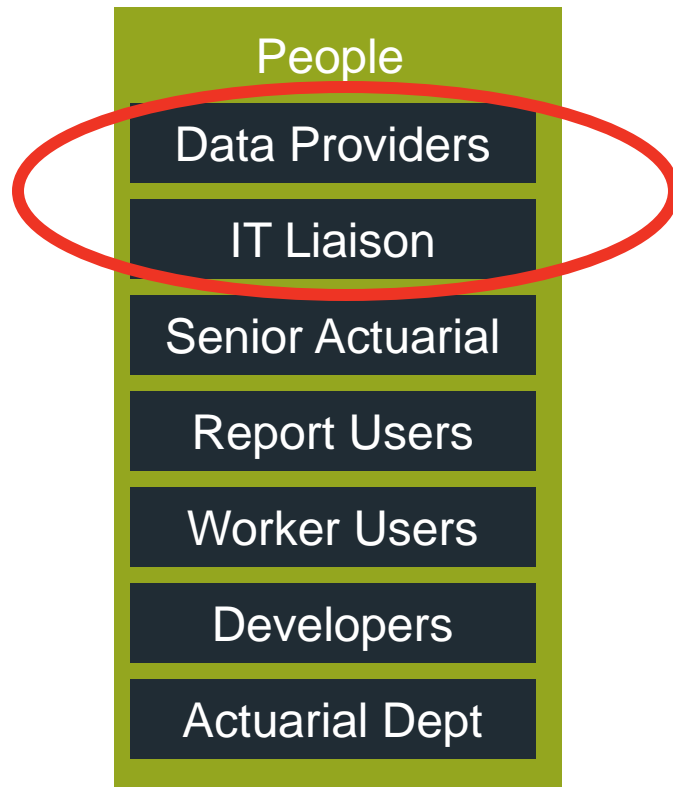 People
Data Providers
IT Liaison
Senior Actuarial
Report Users
Worker Users
Developers
Actuarial Dept